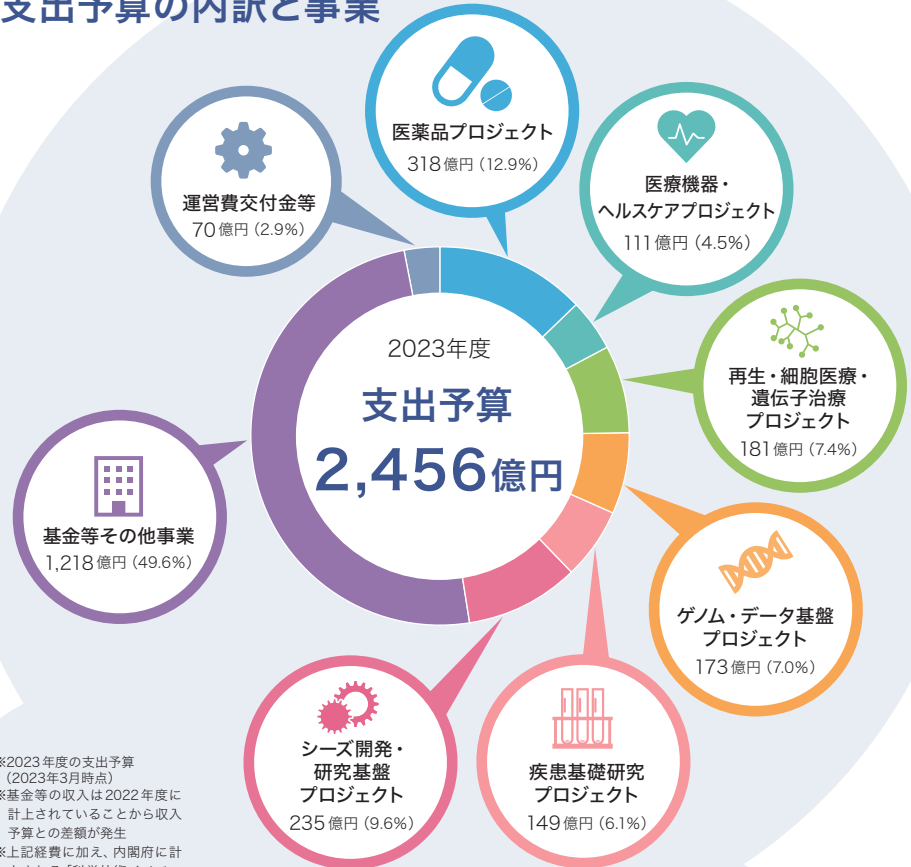 支出予算の内訳と事業
医薬品プロジェクト
318億円（12.9%）
医療機器・
ヘルスケアプロジェクト
111億円（4.5%）
再生・細胞医療・
遺伝子治療
プロジェクト
181億円（7.4%）
ゲノム・データ基盤
プロジェクト
173億円（7.0%）
疾患基礎研究
プロジェクト
149億円（6.1%）
シーズ開発・
研究基盤
プロジェクト
235億円（9.6%）
基金等その他事業
1,218億円（49.6%）
運営費交付金等
70億円（2.9%）
2023年度
支出予算
2,456億円
※2023年度の支出予算
（2023年3月時点）
※基金等の収入は2022年度に
計上されていることから収入
予算との差額が発生
※上記経費に加え、内閣府に計